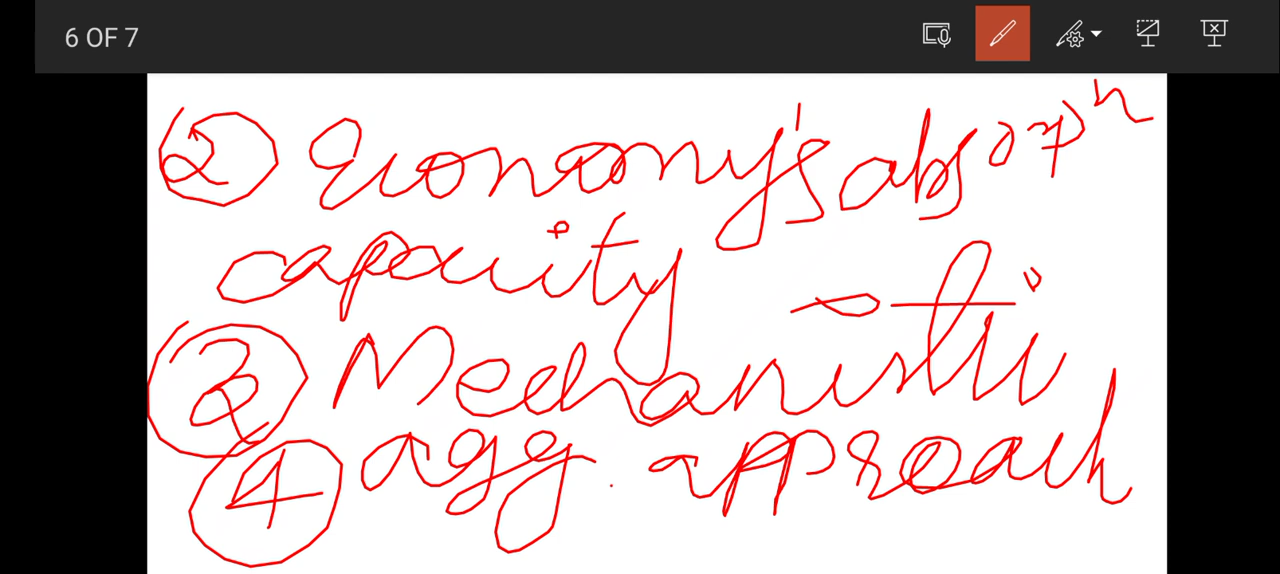 6 OF 7
② Economy's absorpⁿ
capacity
③ Mechanistic
④ agg. approach